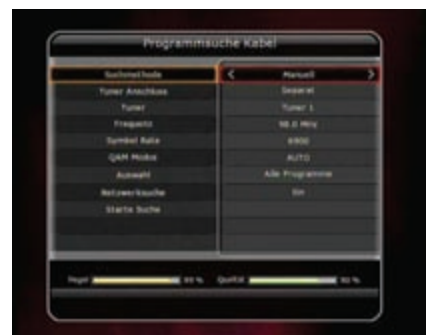 Programmsuche Kabel
Suchmethode Manuell
Tuner Anschluss Separat
Tuner Tuner 1
Frequenz MHz
Symbol Rate 6900
QAM Modus AUTO
Auswahl Alle Programme
Netzwerksuche Ein
Starte Suche
Pegel % Qualität %